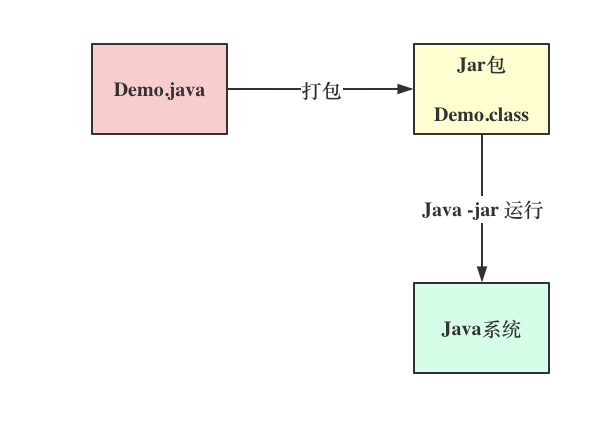 Demo.java
打包
Jar包
Demo.class
Java -jar 运行
Java系统